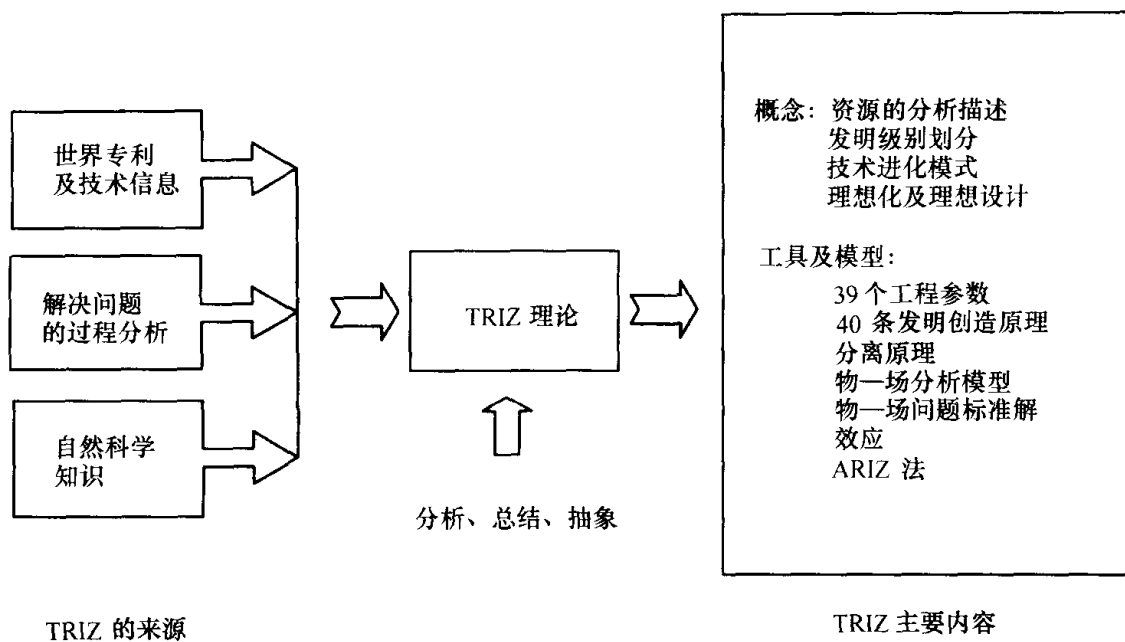 世界专利
及技术信息
解决问题
的过程分析
自然科学
知识
TRIZ 的来源
TRIZ 理论
分析、总结、抽象
概念：资源的分析描述
发明级别划分
技术进化模式
理想化及理想设计
工具及模型：
39 个工程参数
40 条发明创造原理
分离原理
物—场分析模型
物—场问题标准解
效应
ARIZ 法
TRIZ 主要内容